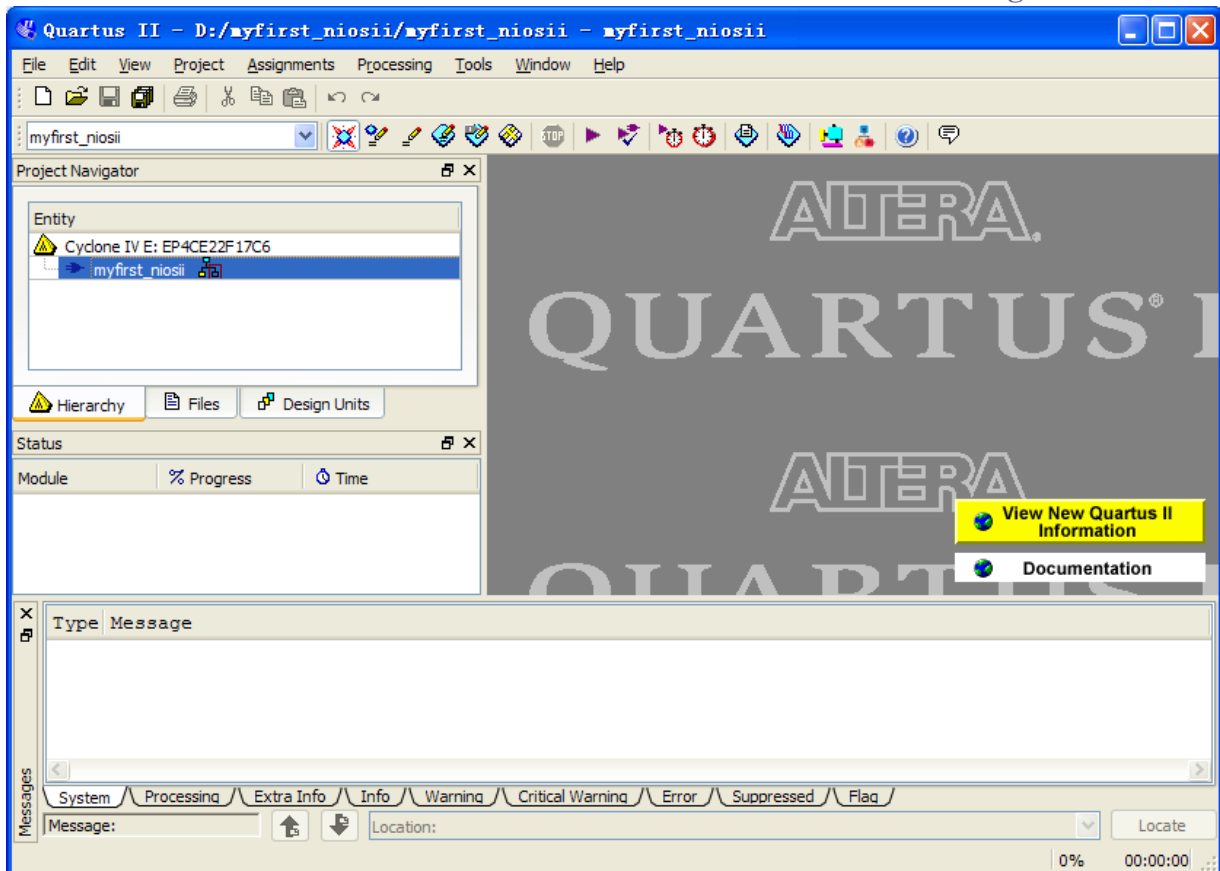 Quartus II - D:/myfirst_niosii/myfirst_niosii - myfirst_niosii
File Edit View Project Assignments Processing Tools Window Help
myfirst_niosii
STOP
Project Navigator
Entity
Cyclone IV E: EP4CE22F17C6
myfirst_niosii
Hierarchy Files Design Units
Status
Module % Progress Time
ALTERA.
QUARTUS® I
ALTERA
QUARTUS I
View New Quartus II
Information
Documentation
Type Message
Messages
System Processing Extra Info Info Warning Critical Warning Error Suppressed Flag
Message: Location: Locate
0% 00:00:00